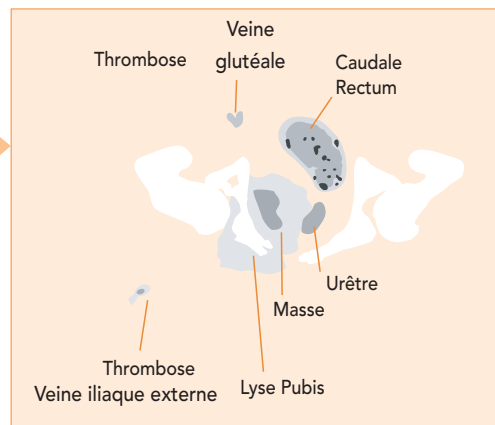 Thrombose
Veine
glutéale
Caudale
Rectum
Urêtre
Masse
Lyse Pubis
Thrombose
Veine iliaque externe